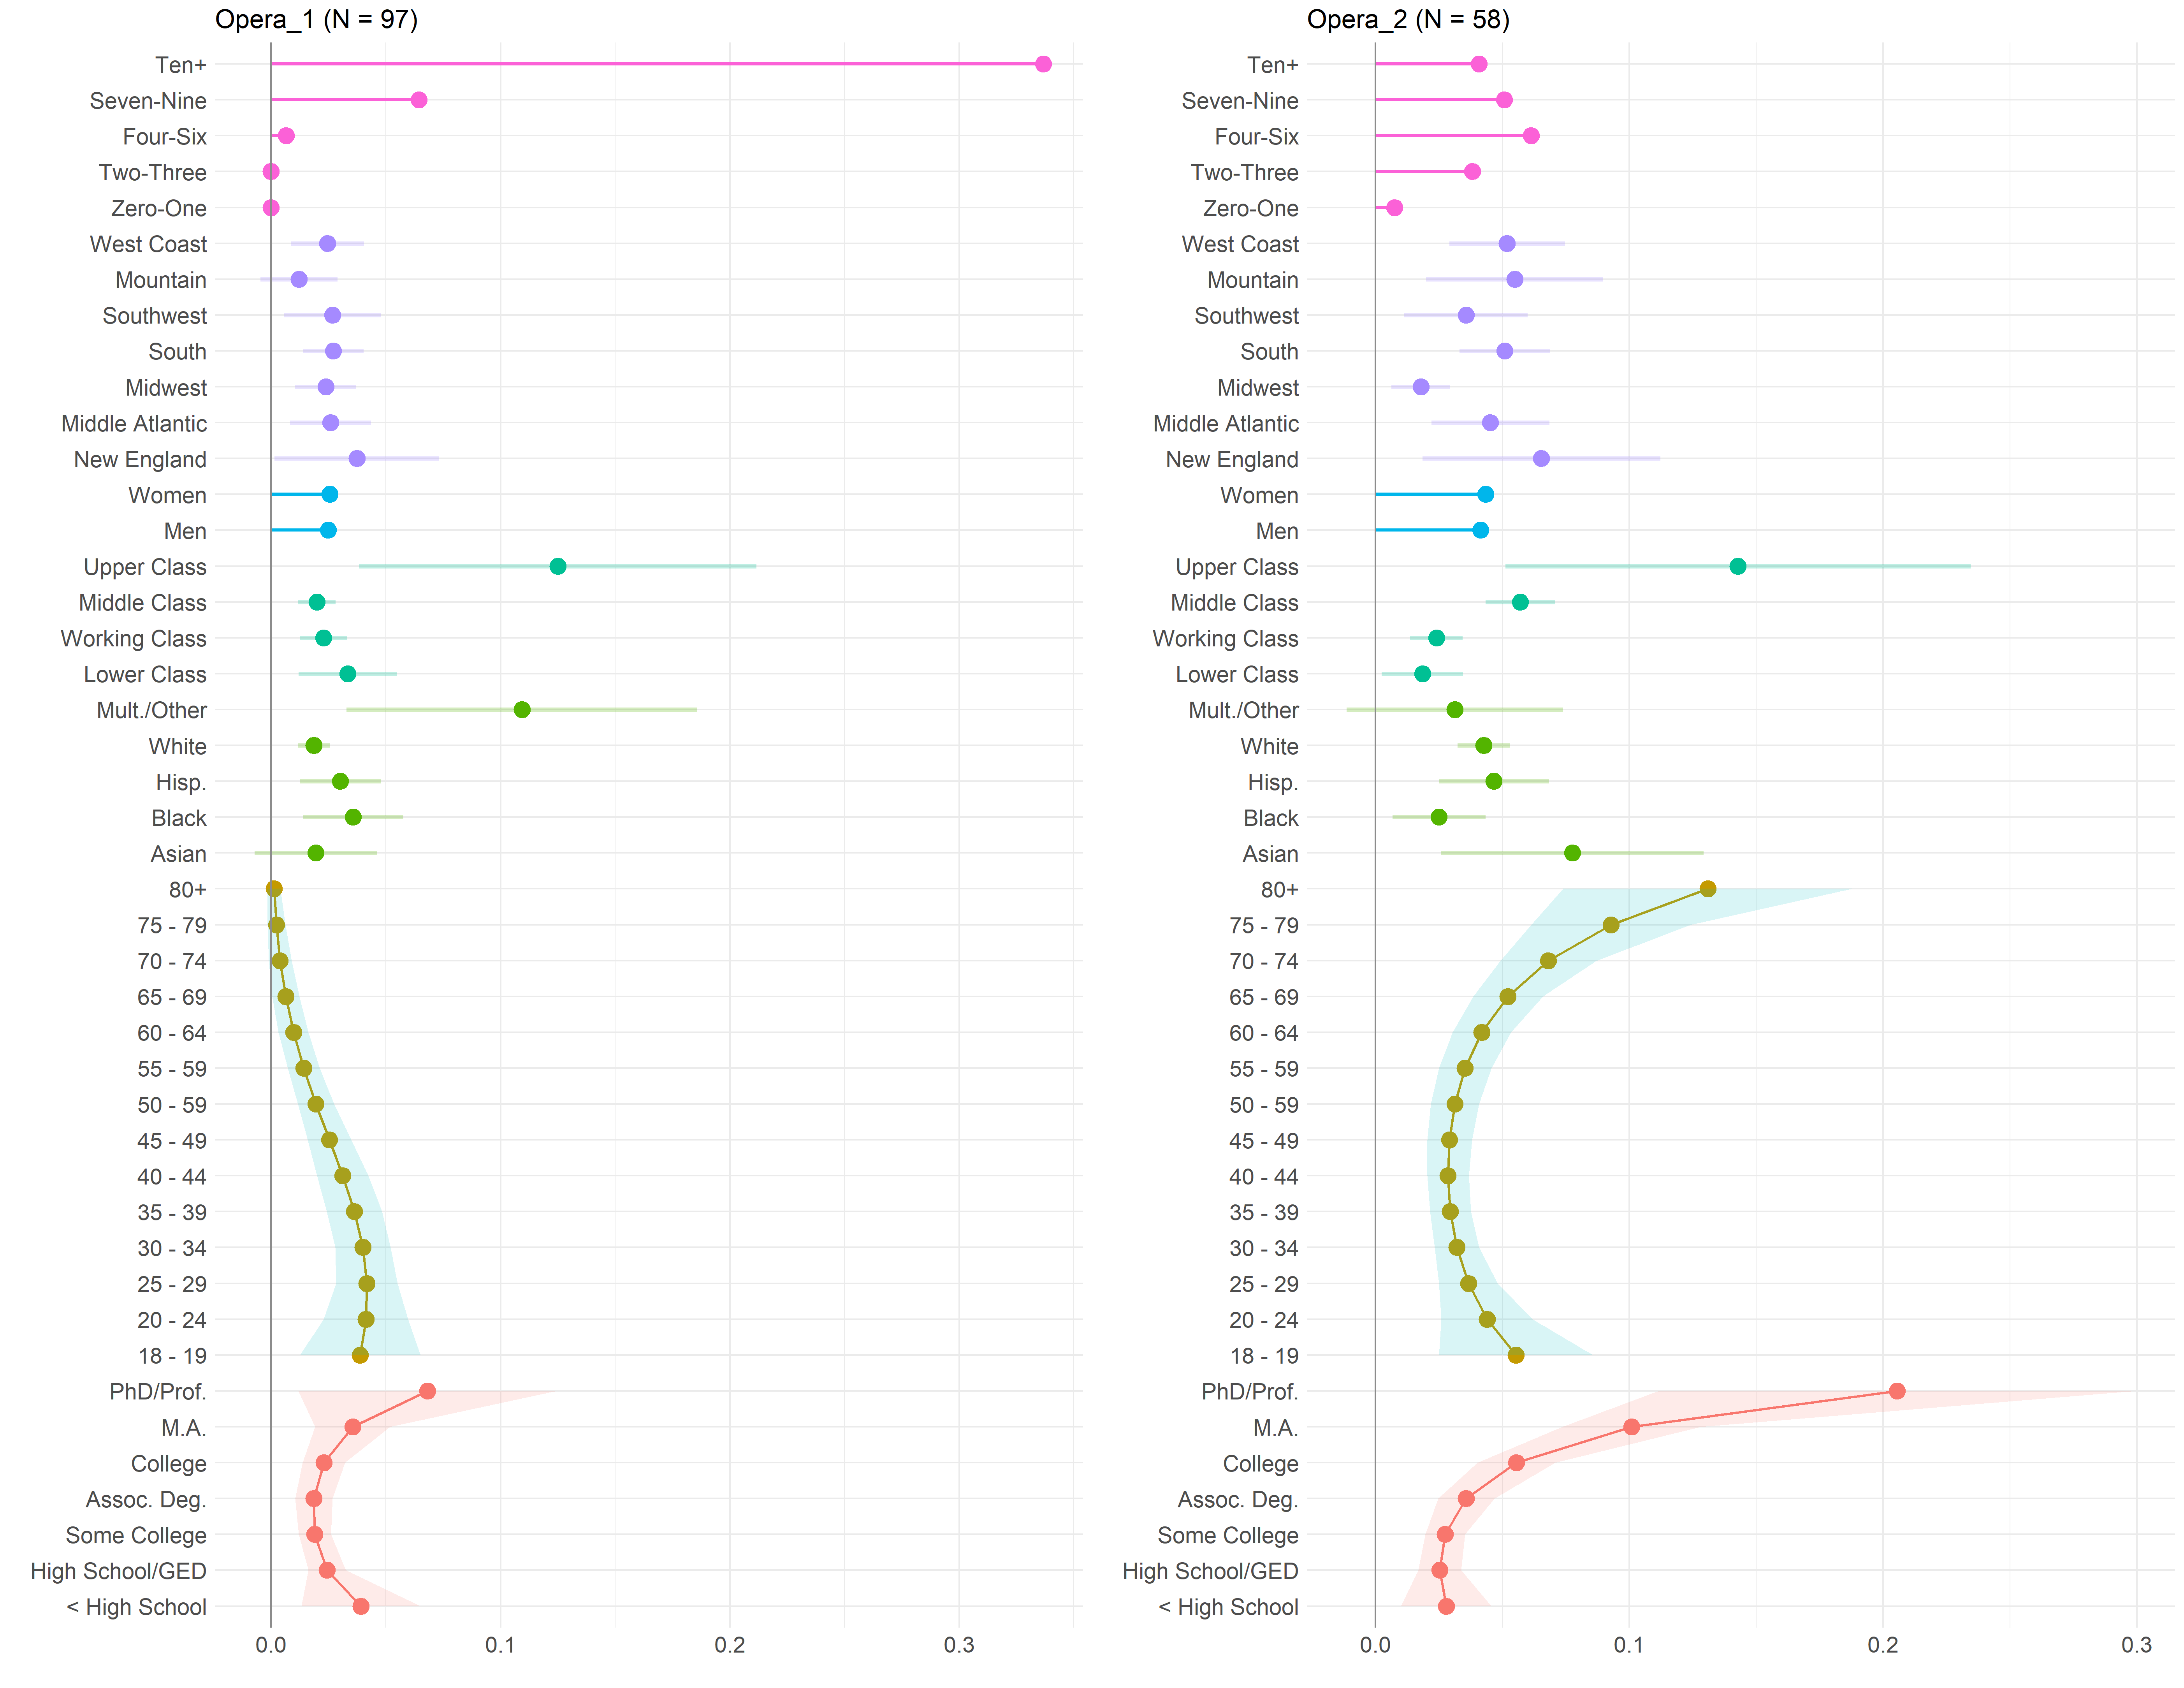 Opera_1 (N = 97)
Ten+
Seven-Nine
Four-Six
Two-Three
Zero-One
West Coast
Mountain
Southwest
South
Midwest
Middle Atlantic
New England
Women
Men
Upper Class
Middle Class
Working Class
Lower Class
Mult./Other
White
Hisp.
Black
Asian
80+
75 - 79
70 - 74
65 - 69
60 - 64
55 - 59
50 - 59
45 - 49
40 - 44
35 - 39
30 - 34
25 - 29
20 - 24
18 - 19
PhD/Prof.
M.A.
College
Assoc. Deg.
Some College
High School/GED
< High School
0.0 0.1 0.2 0.3
Opera_2 (N = 58)
Ten+
Seven-Nine
Four-Six
Two-Three
Zero-One
West Coast
Mountain
Southwest
South
Midwest
Middle Atlantic
New England
Women
Men
Upper Class
Middle Class
Working Class
Lower Class
Mult./Other
White
Hisp.
Black
Asian
80+
75 - 79
70 - 74
65 - 69
60 - 64
55 - 59
50 - 59
45 - 49
40 - 44
35 - 39
30 - 34
25 - 29
20 - 24
18 - 19
PhD/Prof.
M.A.
College
Assoc. Deg.
Some College
High School/GED
< High School
0.0 0.1 0.2 0.3